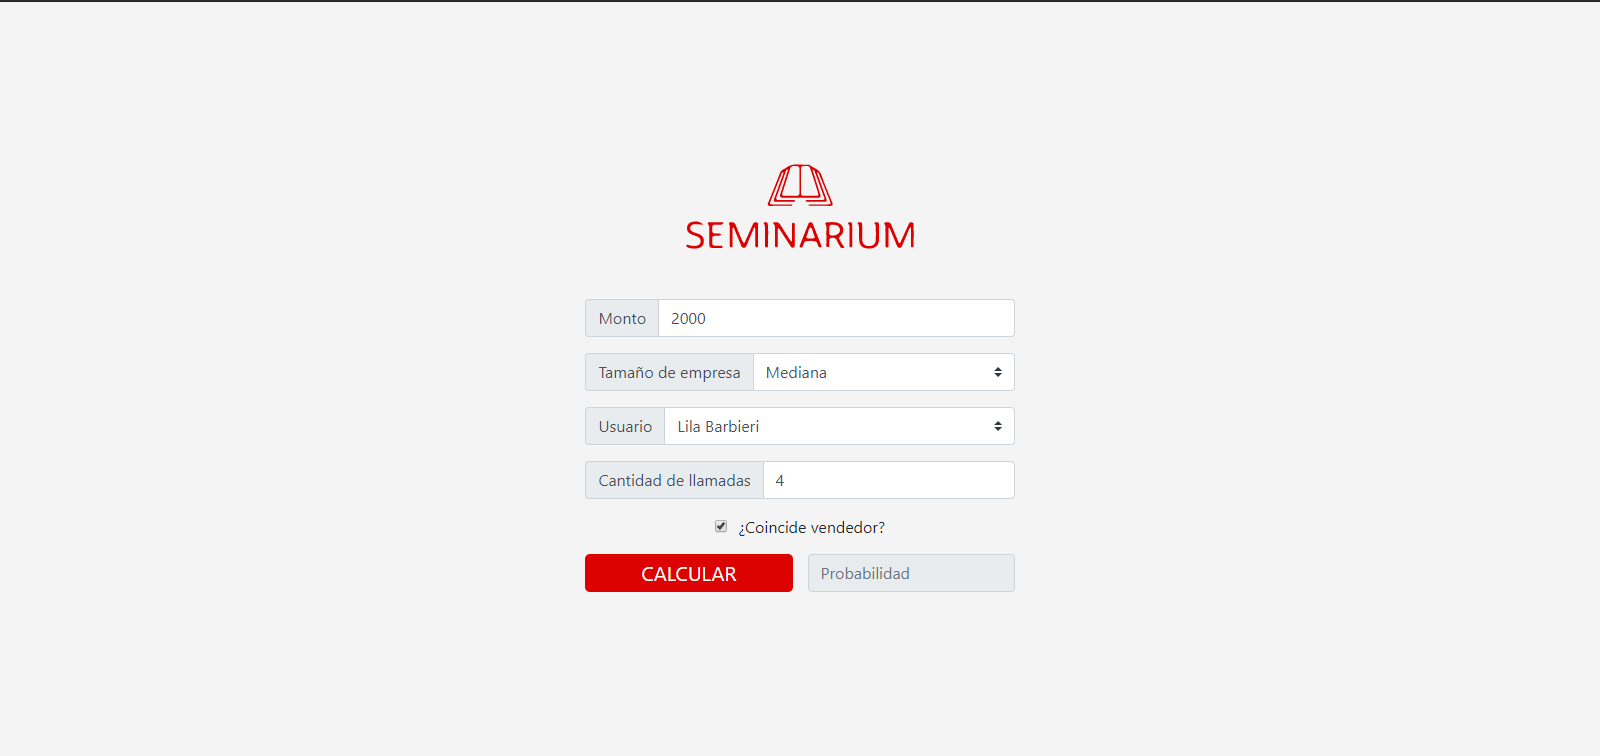 SEMINARIUM
Monto 2000
Tamaño de empresa Mediana
Usuario Lila Barbieri
Cantidad de llamadas 4
¿Coincide vendedor?
CALCULAR Probabilidad